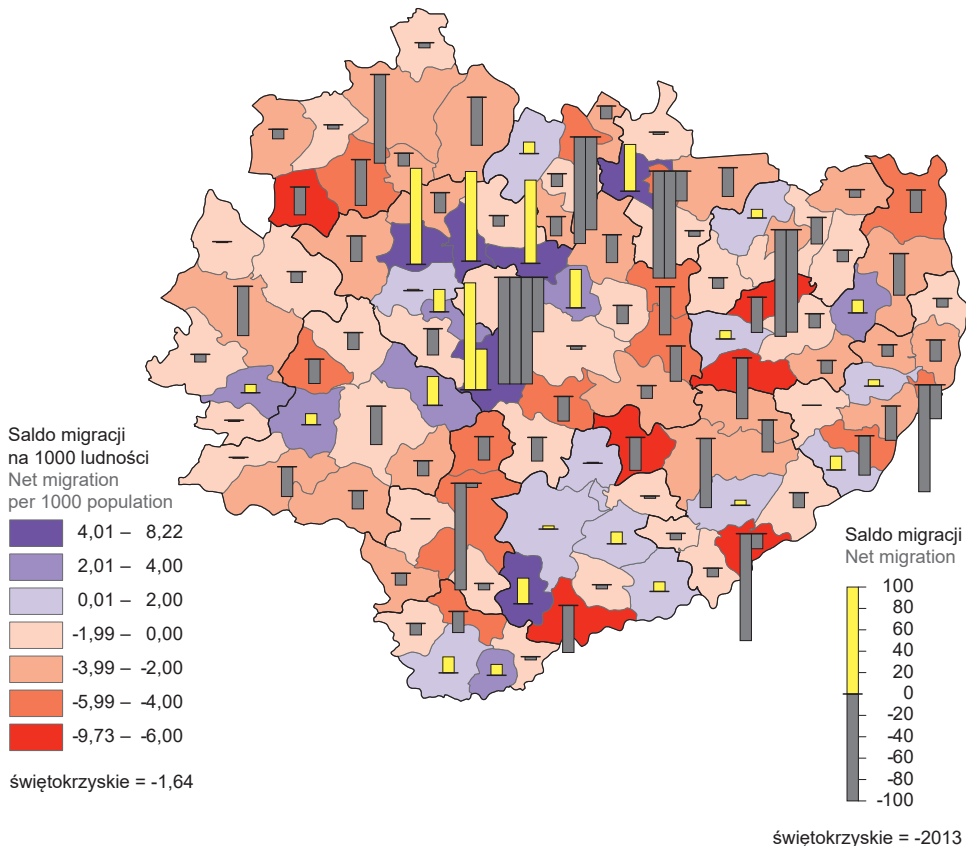 Saldo migracji
na 1000 ludności
Net migration
per 1000 population
4,01 – 8,22
2,01 – 4,00
0,01 – 2,00
-1,99 – 0,00
-3,99 – -2,00
-5,99 – -4,00
-9,73 – -6,00
świętokrzyskie = -1,64
Saldo migracji
Net migration
100
80
60
40
20
0
-20
-40
-60
-80
-100
świętokrzyskie = -2013